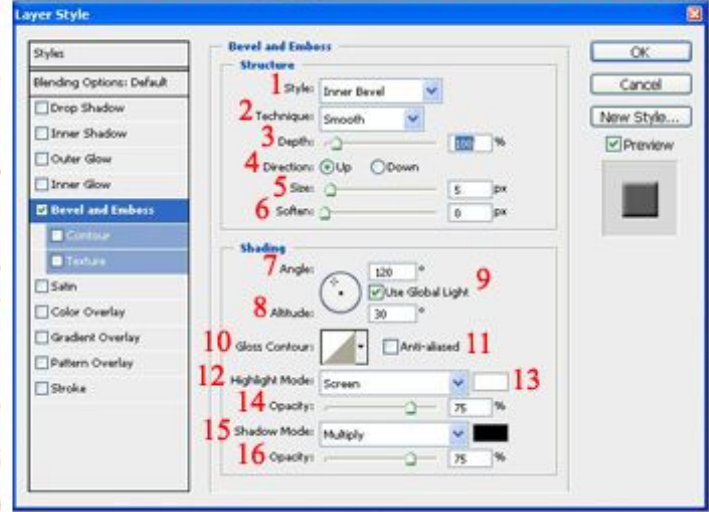 Layer Style
Styles
Blending Options: Default
Drop Shadow
Inner Shadow
Outer Glow
Inner Glow
Bevel and Emboss
Contour
Texture
Satin
Color Overlay
Gradient Overlay
Pattern Overlay
Stroke
Bevel and Emboss
Structure
1 Style: Inner Bevel
2 Technique: Smooth
3 Depth: 100 %
4 Direction: Up Down
5 Size: 5 px
6 Soften: 0 px
Shading
7 Angle: 120 °
Use Global Light 9
8 Altitude: 30 °
10 Gloss Contour: Anti-aliased 11
12 Highlight Mode: Screen 13
14 Opacity: 75 %
15 Shadow Mode: Multiply
16 Opacity: 75 %
OK
Cancel
New Style...
Preview